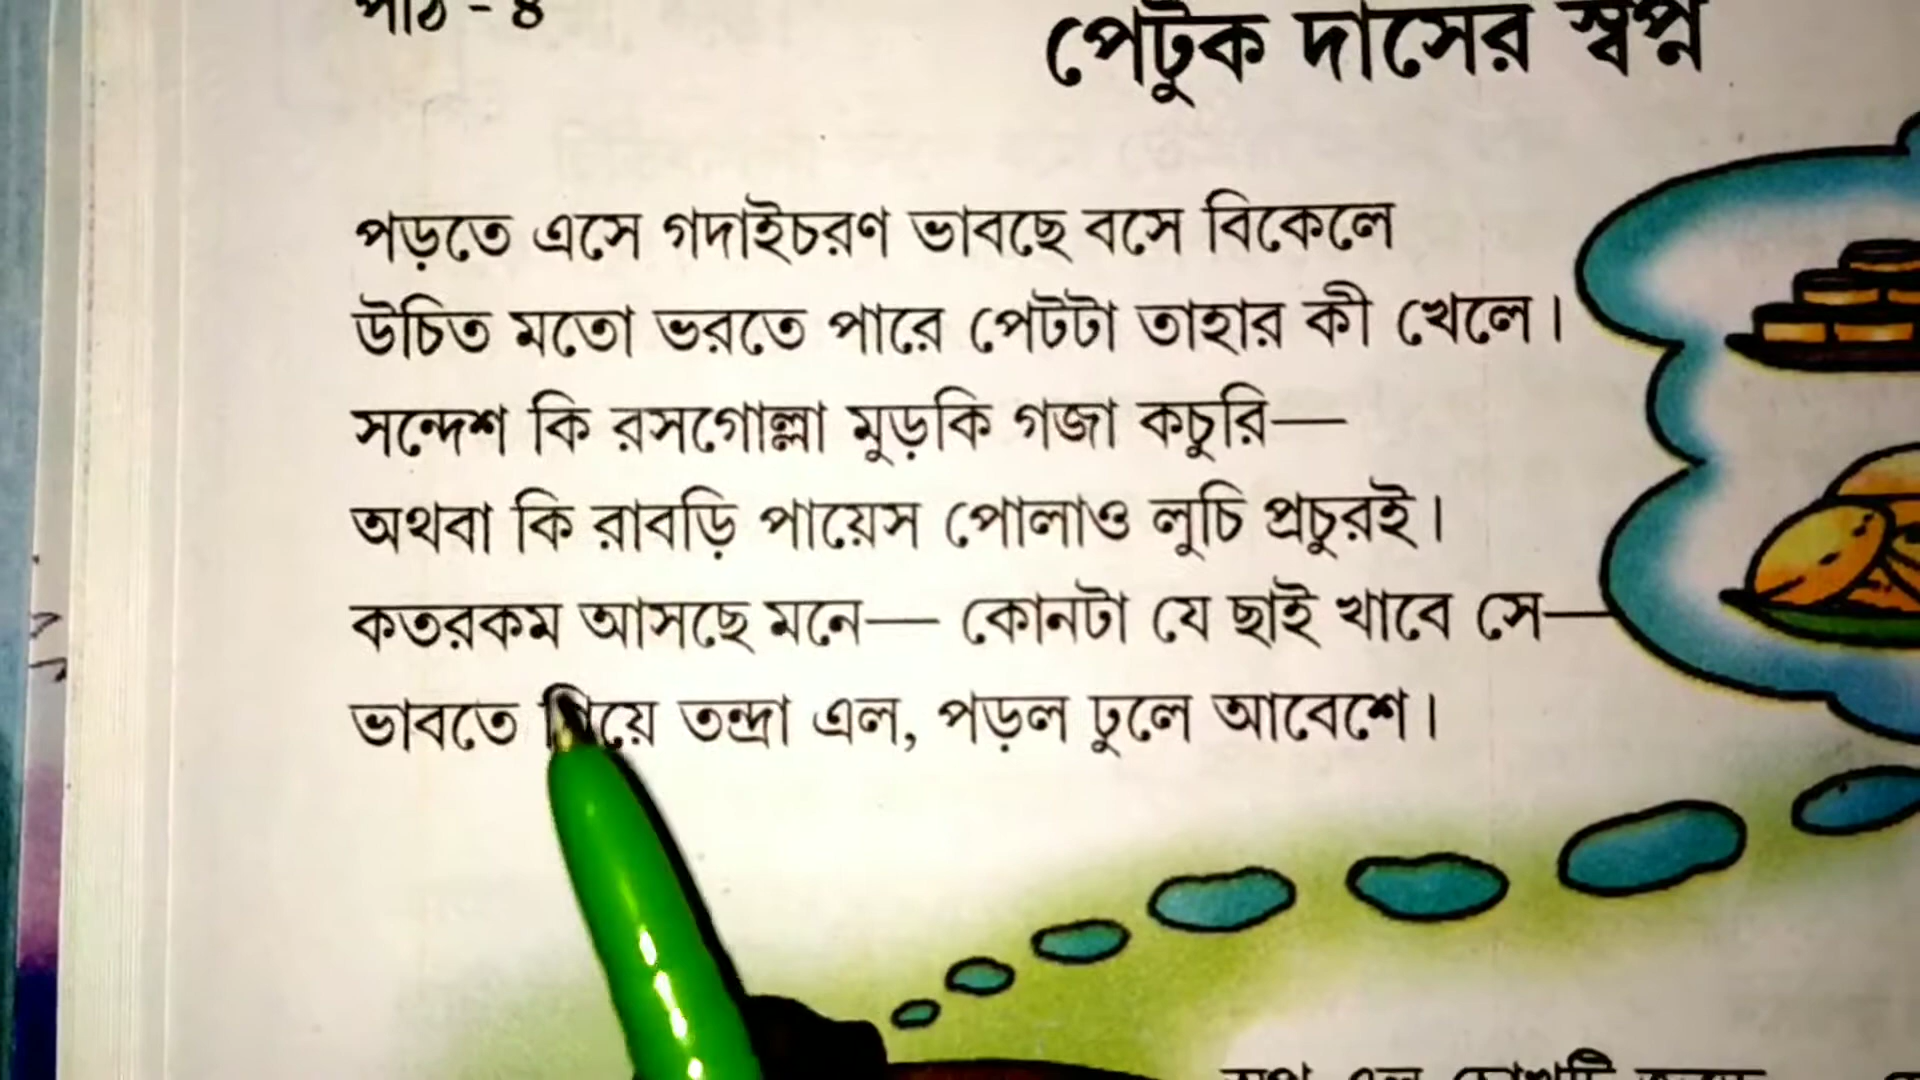 পাঠ - ৪
পেটুক দাসের স্বপ্ন
পড়তে এসে গদাইচরণ ভাবছে বসে বিকেলে
উচিত মতো ভরতে পারে পেটটা তাহার কী খেলে।
সন্দেশ কি রসগোল্লা মুড়কি গজা কচুরি—
অথবা কি রাবড়ি পায়েস পোলাও লুচি প্রচুরই।
কতরকম আসছে মনে— কোনটা যে ছাই খাবে সে—
ভাবতে তন্দ্রা এল, পড়ল ঢুলে আবেশে।